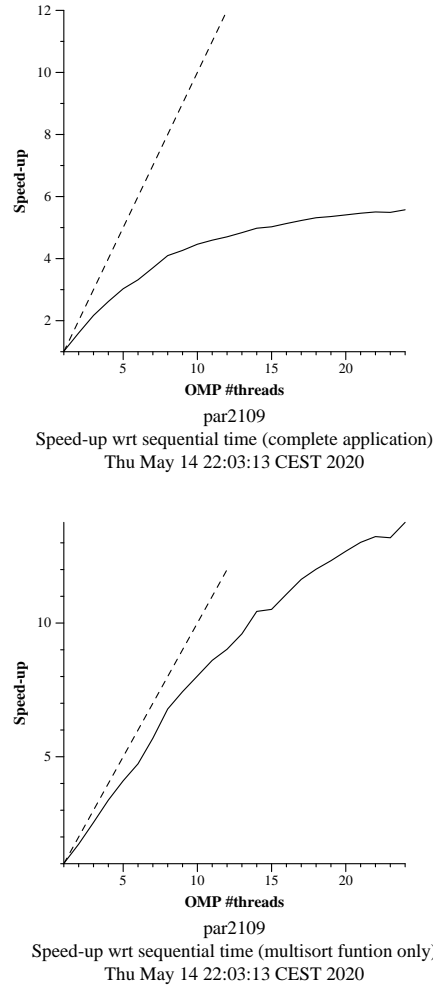 12
10
8
6
4
2
Speed-up
5
10
15
20
OMP #threads
par2109
Speed-up wrt sequential time (complete application)
Thu May 14 22:03:13 CEST 2020
10
5
Speed-up
5
10
15
20
OMP #threads
par2109
Speed-up wrt sequential time (multisort funtion only)
Thu May 14 22:03:13 CEST 2020